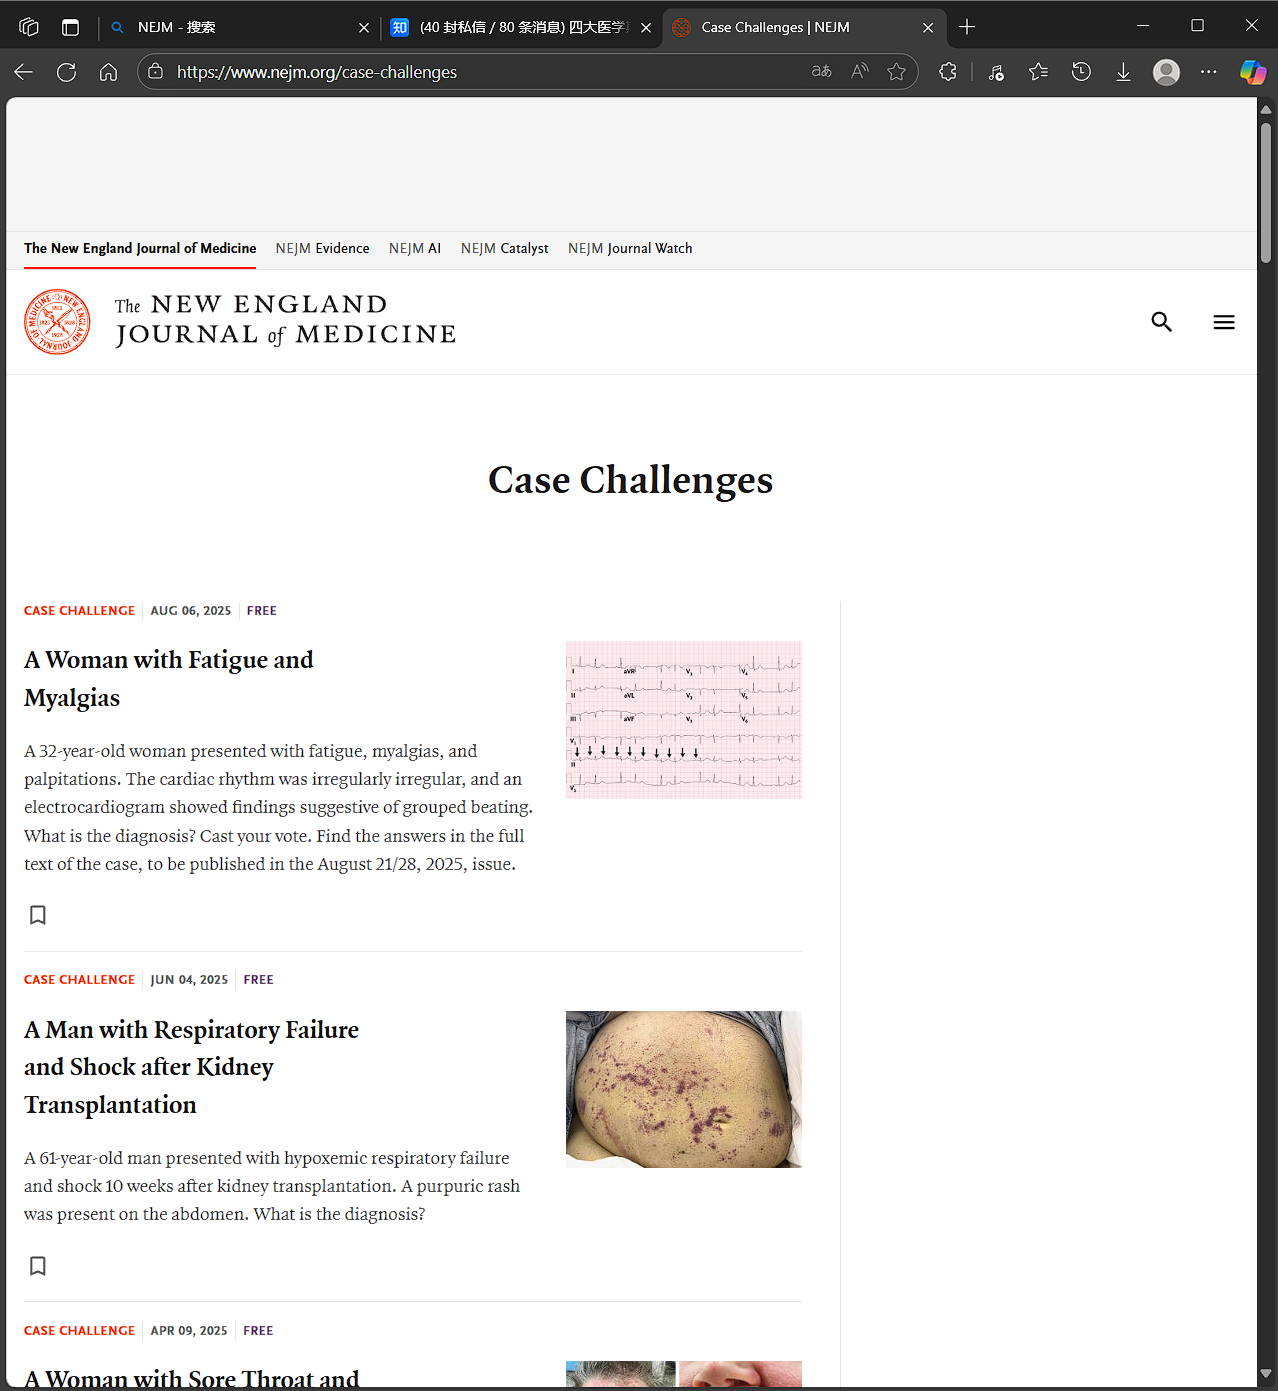 NEJM - 搜索
(40 封私信 / 80 条消息) 四大医学
Case Challenges | NEJM
https://www.nejm.org/case-challenges
The New England Journal of Medicine
NEJM Evidence
NEJM AI
NEJM Catalyst
NEJM Journal Watch
The NEW ENGLAND
JOURNAL of MEDICINE
Case Challenges
CASE CHALLENGE
AUG 06, 2025
FREE
A Woman with Fatigue and
Myalgias
A 32-year-old woman presented with fatigue, myalgias, and
palpitations. The cardiac rhythm was irregularly irregular, and an
electrocardiogram showed findings suggestive of grouped beating.
What is the diagnosis? Cast your vote. Find the answers in the full
text of the case, to be published in the August 21/28, 2025, issue.
I aVR V1 V4
II aVL V2 V5
III aVF V3 V6
V1
II
V5
CASE CHALLENGE
JUN 04, 2025
FREE
A Man with Respiratory Failure
and Shock after Kidney
Transplantation
A 61-year-old man presented with hypoxemic respiratory failure
and shock 10 weeks after kidney transplantation. A purpuric rash
was present on the abdomen. What is the diagnosis?
CASE CHALLENGE
APR 09, 2025
FREE
A Woman with Sore Throat and